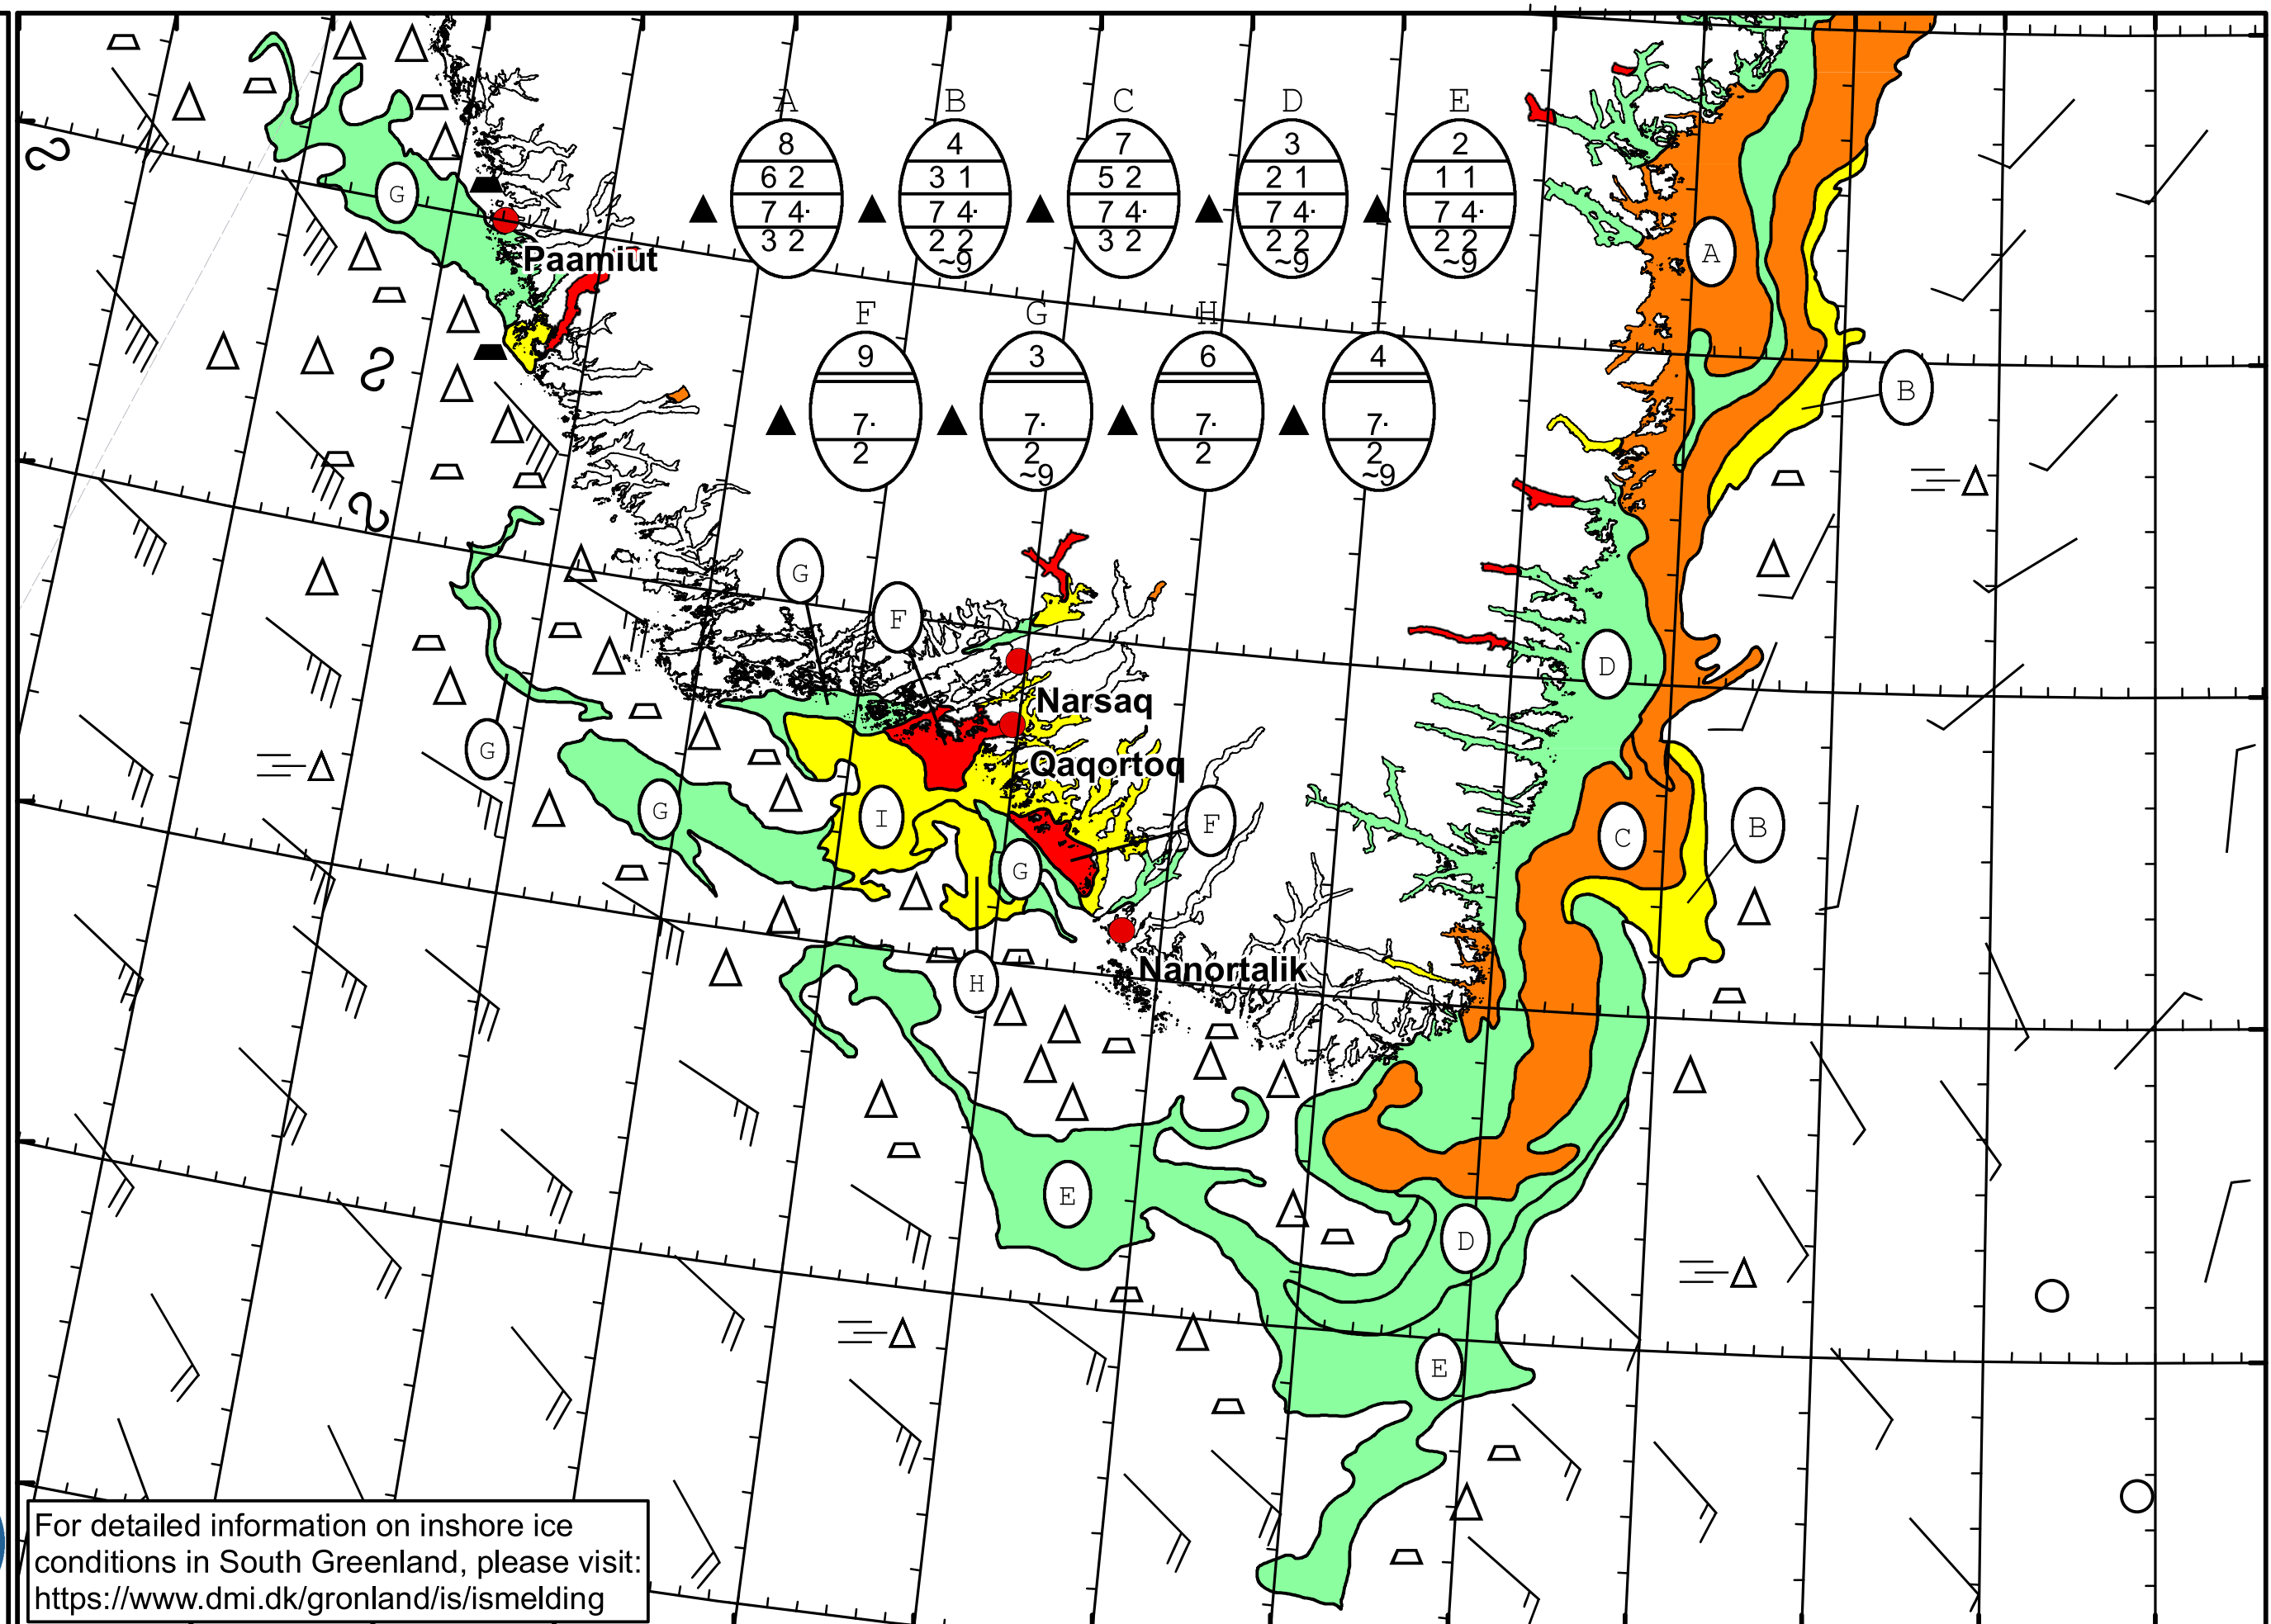 A B C D E
8 4 7 3 2
6 2 3 1 5 2 2 1 1 1
7 4· 7 4· 7 4· 7 4· 7 4·
3 2 2 2 3 2 2 2 2 2
~9 ~9 ~9
F G H I
9 3 6 4
7· 7· 7· 7·
2 2 2 2
~9 ~9
G
Paamiut
A
B
G
F
D
Narsaq
G
Qaqortoq
G
I
F
C
B
G
Nanortalik
H
E
D
E
For detailed information on inshore ice
conditions in South Greenland, please visit:
https://www.dmi.dk/gronland/is/ismelding